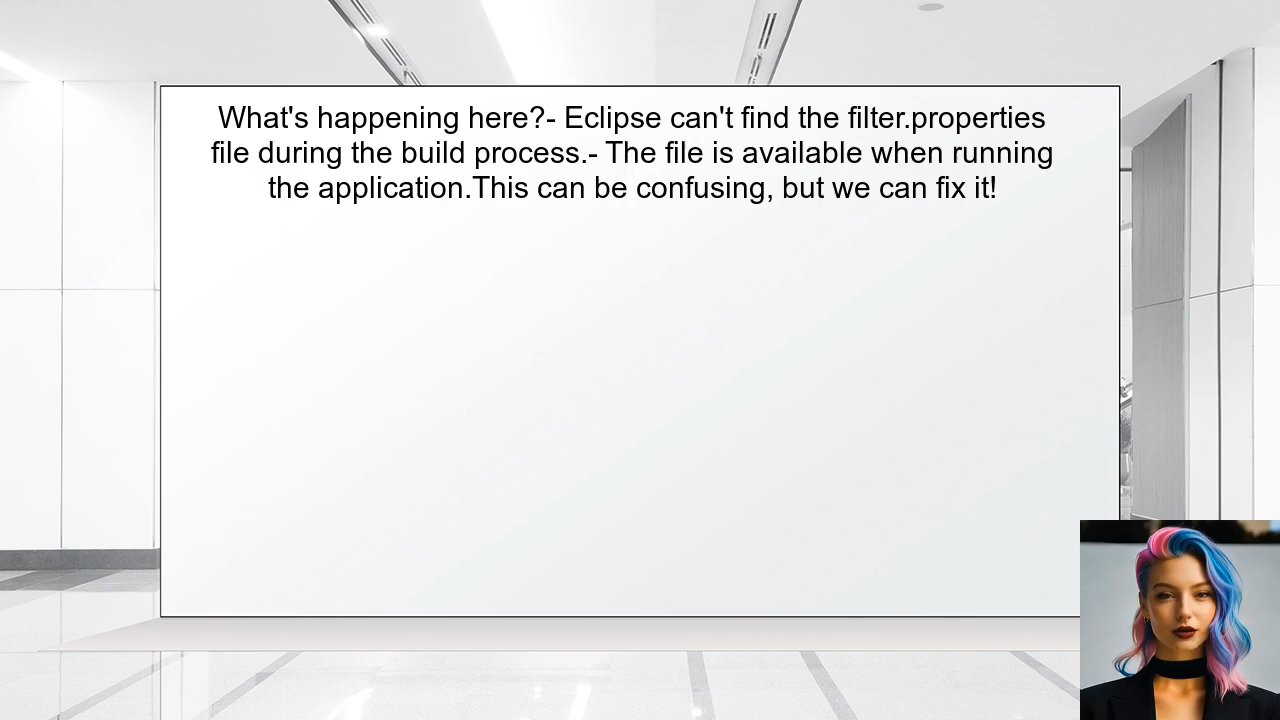 What's happening here?- Eclipse can't find the filter.properties
file during the build process.- The file is available when running
the application.This can be confusing, but we can fix it!